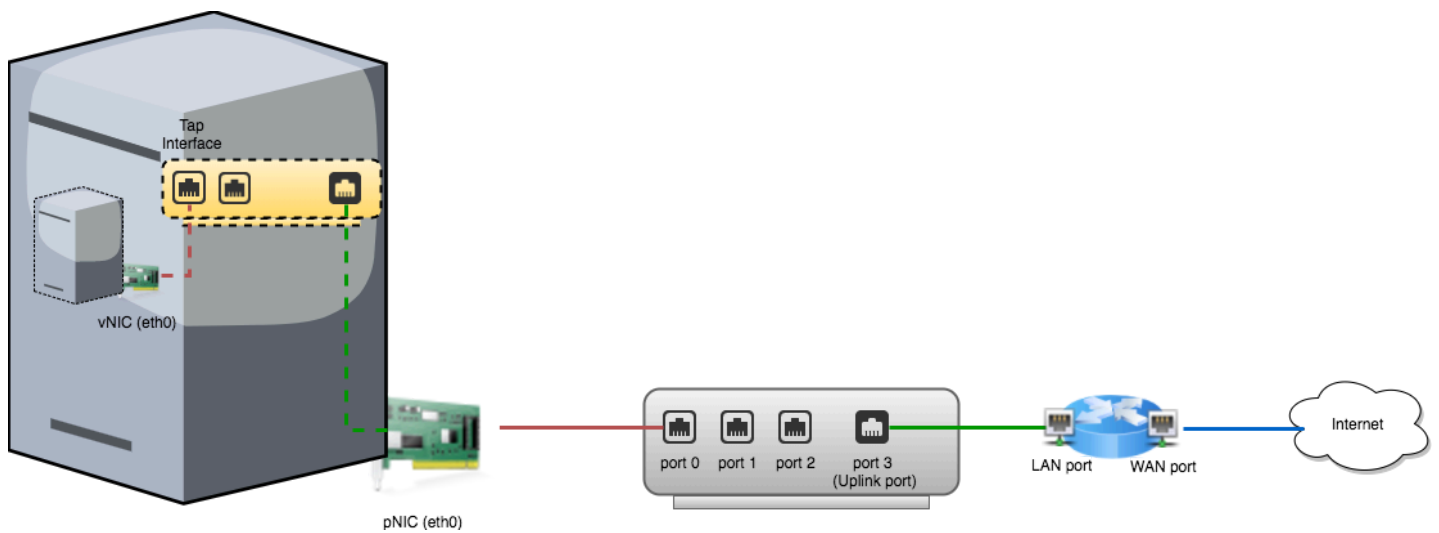 Tap
Interface
vNIC (eth0)
pNIC (eth0)
port 0
port 1
port 2
port 3
(Uplink port)
LAN port
WAN port
Internet